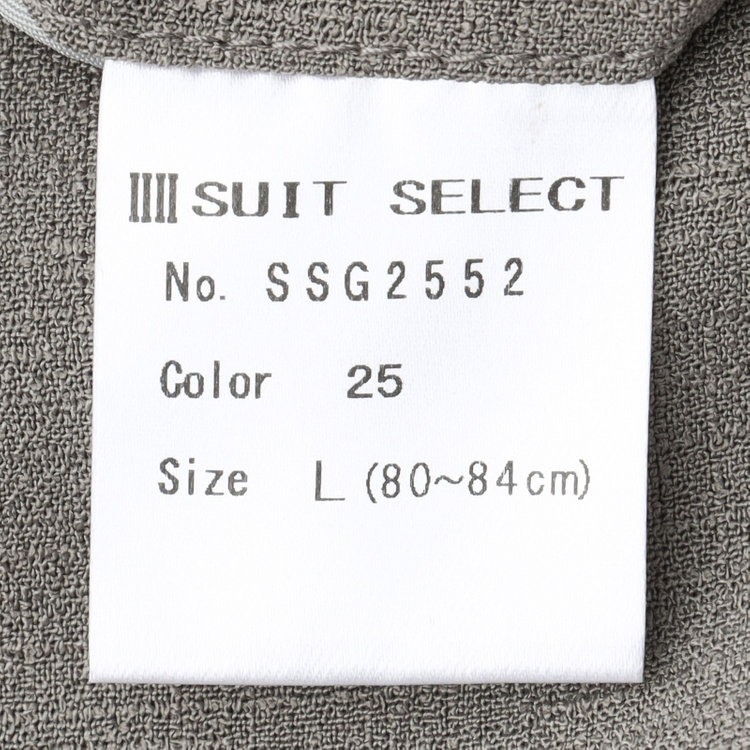 SUIT SELECT
No. SSG2552
Color 25
Size L (80~84cm)